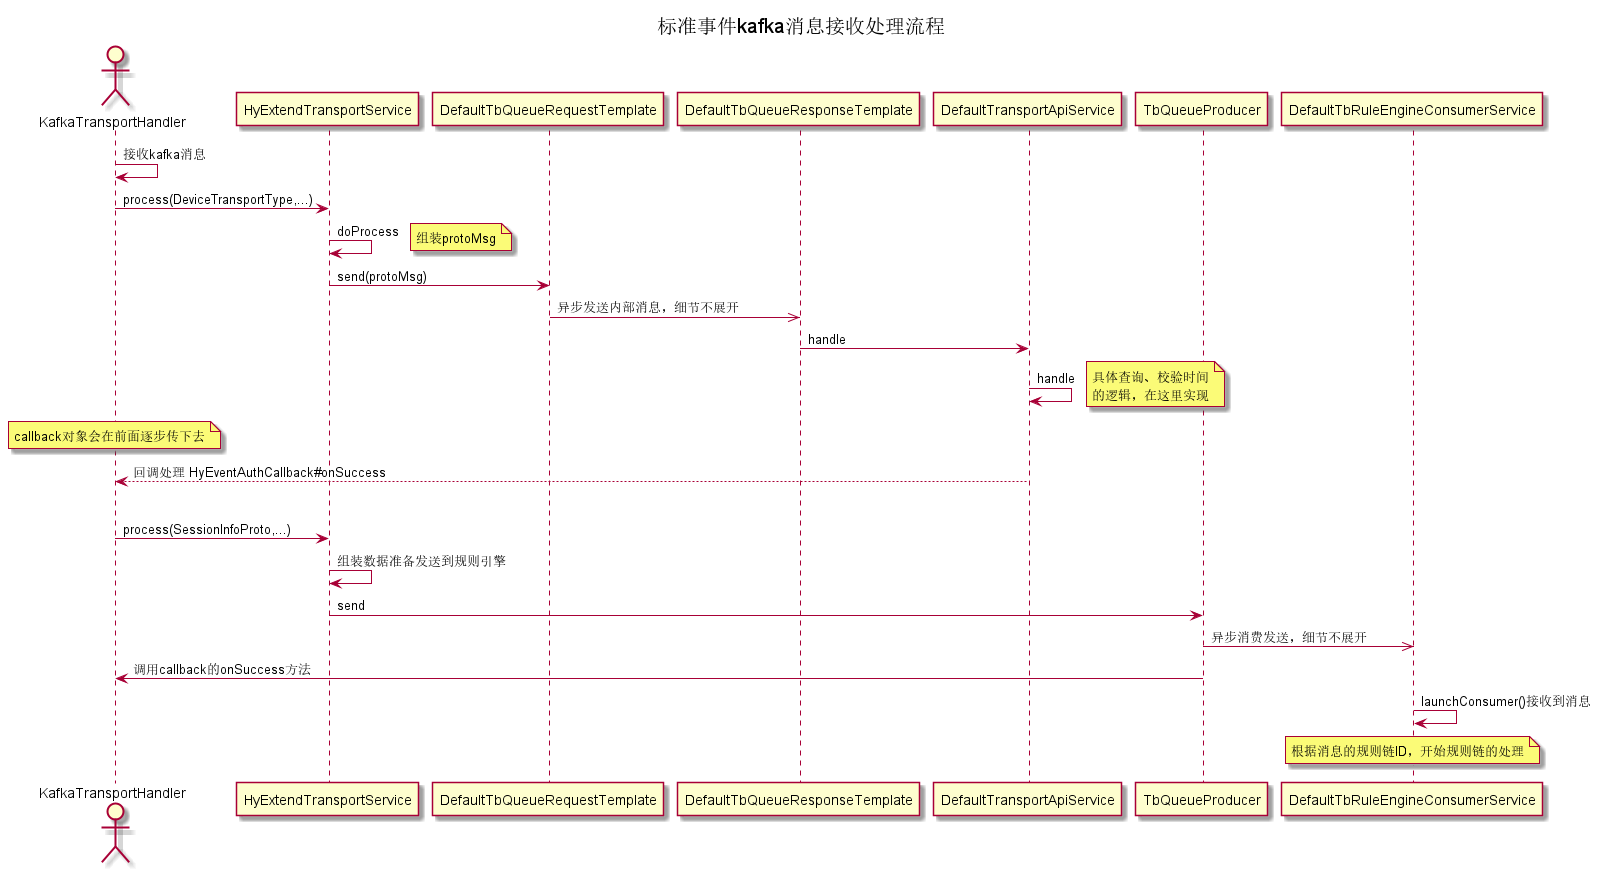 标准事件kafka消息接收处理流程
KafkaTransportHandler
HyExtendTransportService
DefaultTbQueueRequestTemplate
DefaultTbQueueResponseTemplate
DefaultTransportApiService
TbQueueProducer
DefaultTbRuleEngineConsumerService
接收kafka消息
process(DeviceTransportType,...)
doProcess
组装protoMsg
send(protoMsg)
异步发送内部消息，细节不展开
handle
handle
具体查询、校验时间
的逻辑，在这里实现
callback对象会在前面逐步传下去
回调处理 HyEventAuthCallback#onSuccess
process(SessionInfoProto,...)
组装数据准备发送到规则引擎
send
异步消费发送，细节不展开
调用callback的onSuccess方法
launchConsumer()接收到消息
根据消息的规则链ID，开始规则链的处理
KafkaTransportHandler
HyExtendTransportService
DefaultTbQueueRequestTemplate
DefaultTbQueueResponseTemplate
DefaultTransportApiService
TbQueueProducer
DefaultTbRuleEngineConsumerService